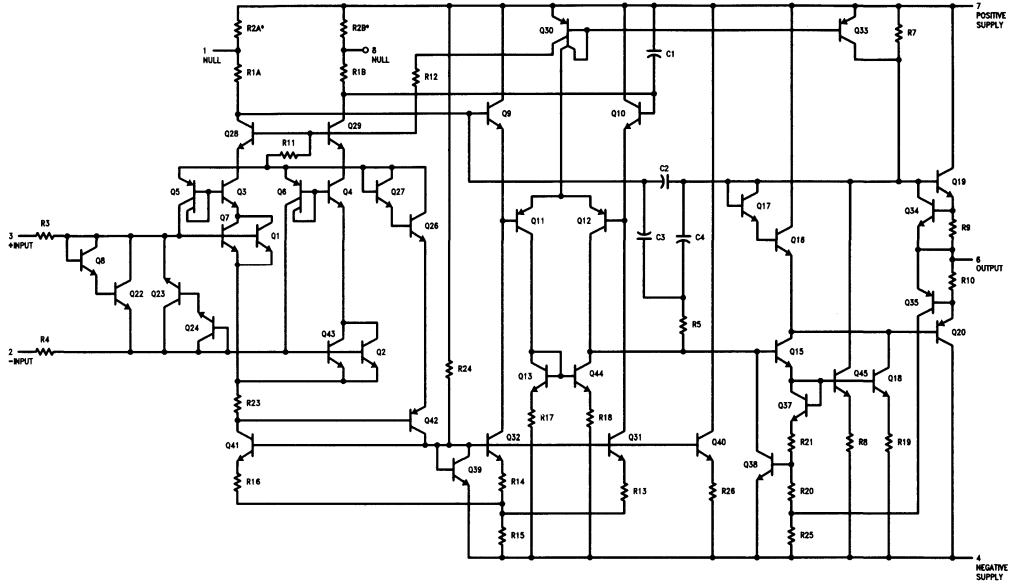 7
POSITIVE
SUPPLY
R2A*
R2B*
Q30
Q33
R7
1
NULL
8
NULL
R1A
R1B
R12
C1
Q28
Q29
Q9
Q10
R11
Q5
Q3
Q6
Q4
Q27
C2
Q19
Q17
Q34
Q7
Q1
Q26
Q11
Q12
R3
3
+INPUT
Q8
Q22
Q23
Q24
C3
C4
Q16
R9
6
OUTPUT
R10
Q35
R5
Q20
R4
2
-INPUT
Q43
Q2
R24
Q15
Q13
Q44
Q45
Q18
Q37
R23
R17
R18
Q42
Q41
Q32
Q31
Q40
R21
R8
R19
Q39
Q38
R16
R14
R13
R26
R20
R15
R25
4
NEGATIVE
SUPPLY